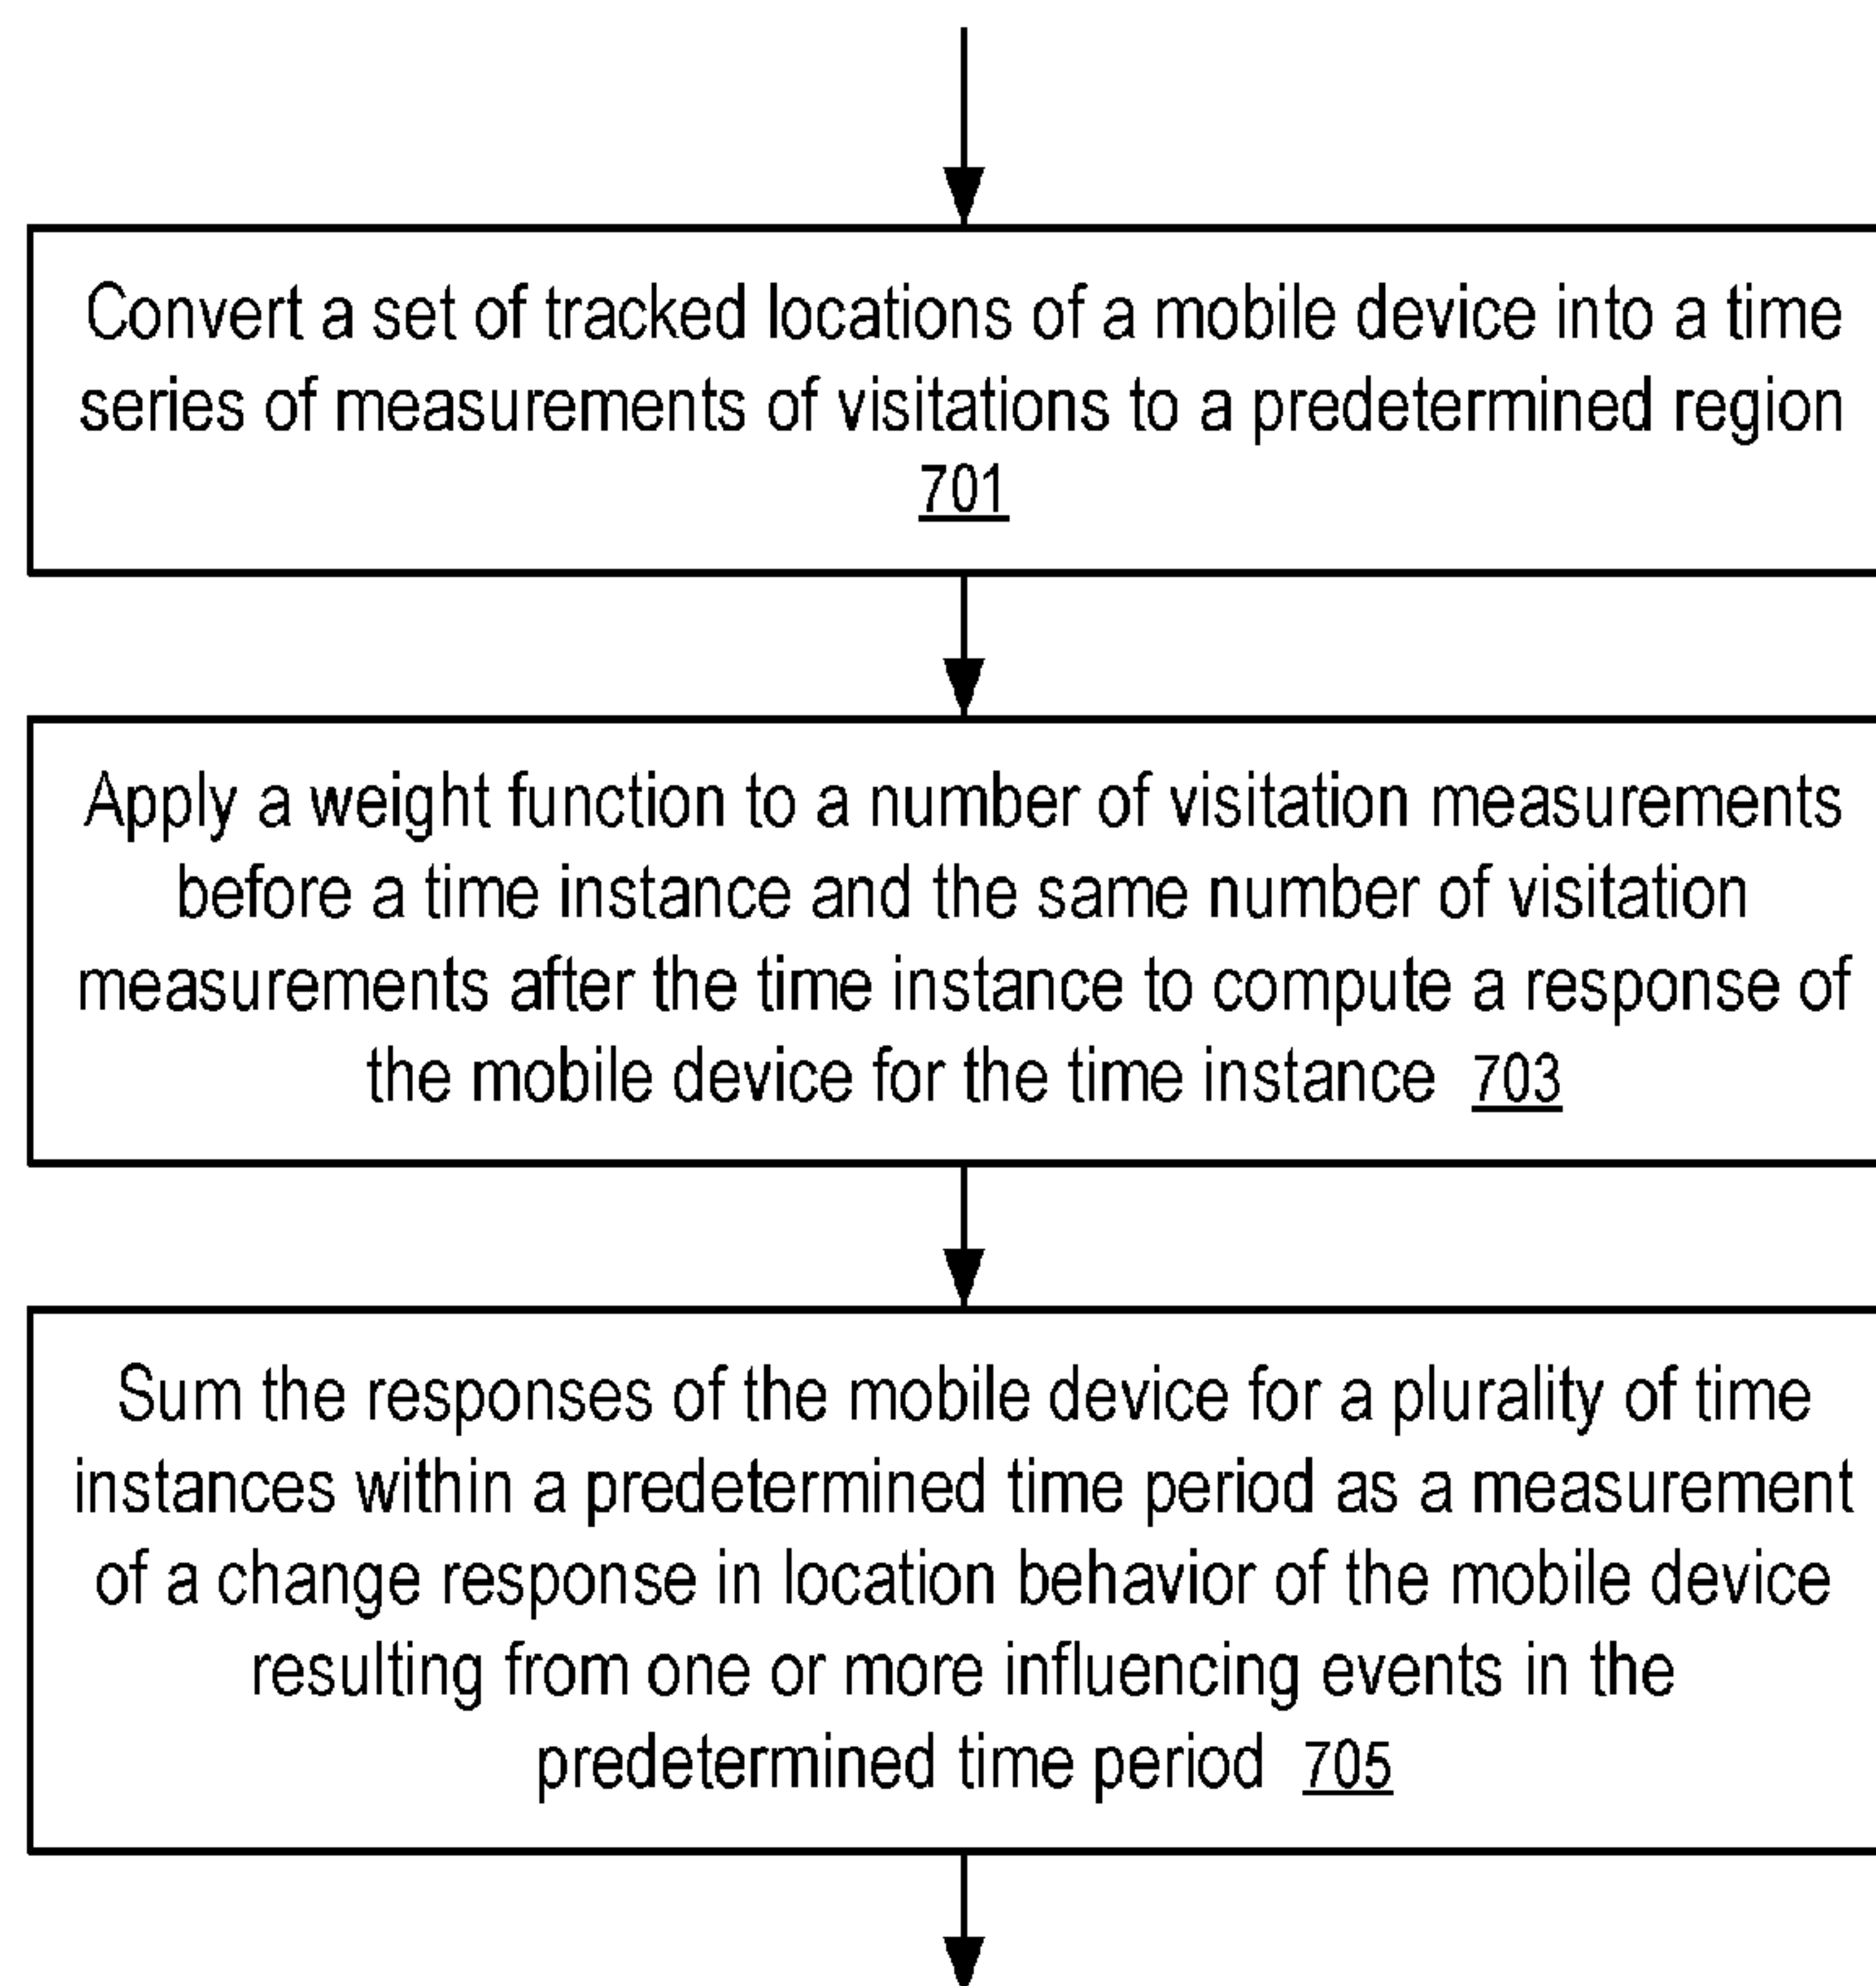 Convert a set of tracked locations of a mobile device into a time
series of measurements of visitations to a predetermined region
701
Apply a weight function to a number of visitation measurements
before a time instance and the same number of visitation
measurements after the time instance to compute a response of
the mobile device for the time instance 703
Sum the responses of the mobile device for a plurality of time
instances within a predetermined time period as a measurement
of a change response in location behavior of the mobile device
resulting from one or more influencing events in the
predetermined time period 705